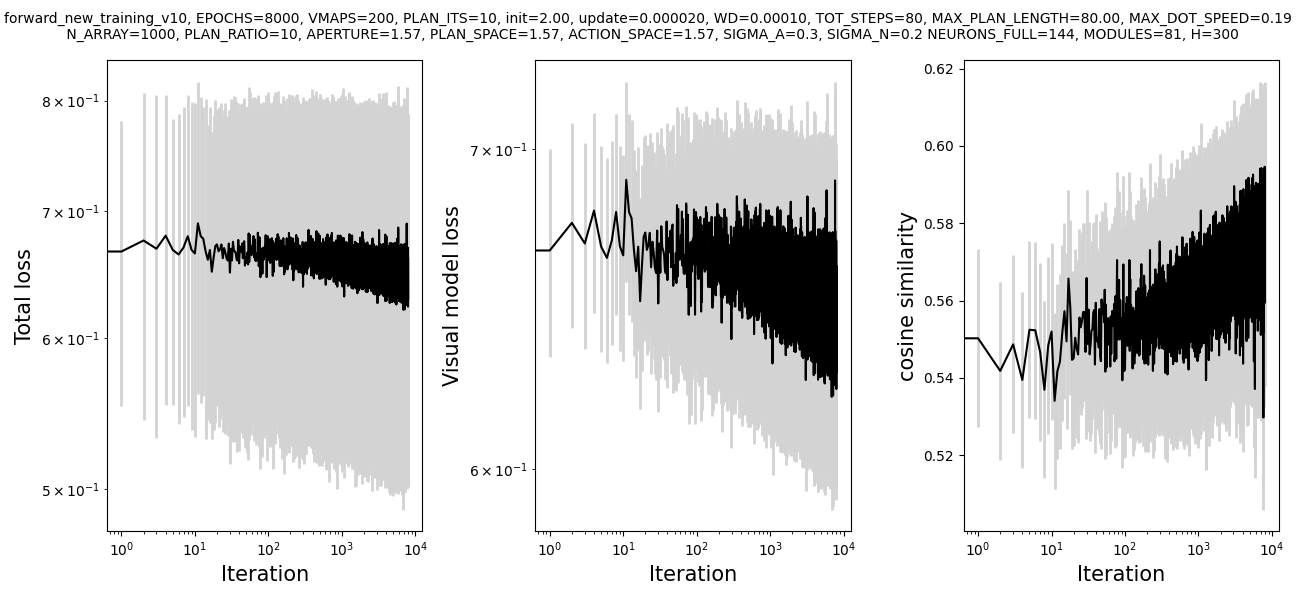 forward_new_training_v10, EPOCHS=8000, VMAPS=200, PLAN_ITS=10, init=2.00, update=0.000020, WD=0.00010, TOT_STEPS=80, MAX_PLAN_LENGTH=80.00, MAX_DOT_SPEED=0.19
N_ARRAY=1000, PLAN_RATIO=10, APERTURE=1.57, PLAN_SPACE=1.57, ACTION_SPACE=1.57, SIGMA_A=0.3, SIGMA_N=0.2 NEURONS_FULL=144, MODULES=81, H=300
Total loss
8 × 10⁻¹
7 × 10⁻¹
6 × 10⁻¹
5 × 10⁻¹
10⁰ 10¹ 10² 10³ 10⁴
Iteration
Visual model loss
7 × 10⁻¹
6 × 10⁻¹
10⁰ 10¹ 10² 10³ 10⁴
Iteration
cosine similarity
0.62
0.60
0.58
0.56
0.54
0.52
10⁰ 10¹ 10² 10³ 10⁴
Iteration